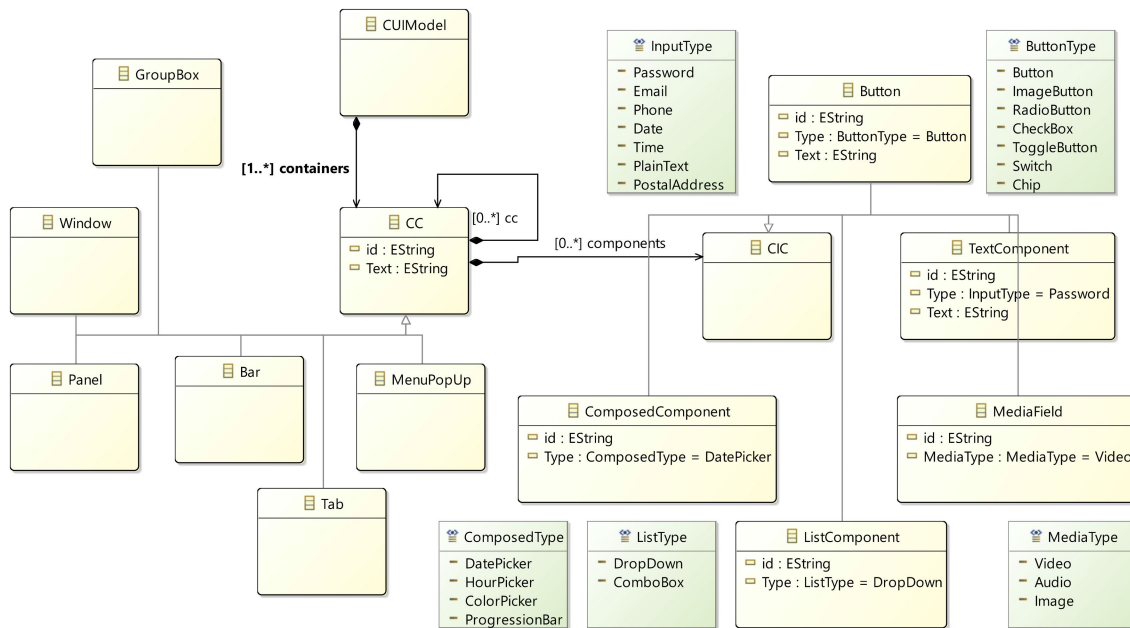 CUIModel
GroupBox
InputType
Password
Email
Phone
Date
Time
PlainText
PostalAddress
Button
id : EString
Type : ButtonType = Button
Text : EString
ButtonType
Button
ImageButton
RadioButton
CheckBox
ToggleButton
Switch
Chip
[1..*] containers
Window
CC
id : EString
Text : EString
[0..*] cc
[0..*] components
CIC
TextComponent
id : EString
Type : InputType = Password
Text : EString
Panel
Bar
MenuPopUp
ComposedComponent
id : EString
Type : ComposedType = DatePicker
MediaField
id : EString
MediaType : MediaType = Video
Tab
ComposedType
DatePicker
HourPicker
ColorPicker
ProgressionBar
ListType
DropDown
ComboBox
ListComponent
id : EString
Type : ListType = DropDown
MediaType
Video
Audio
Image